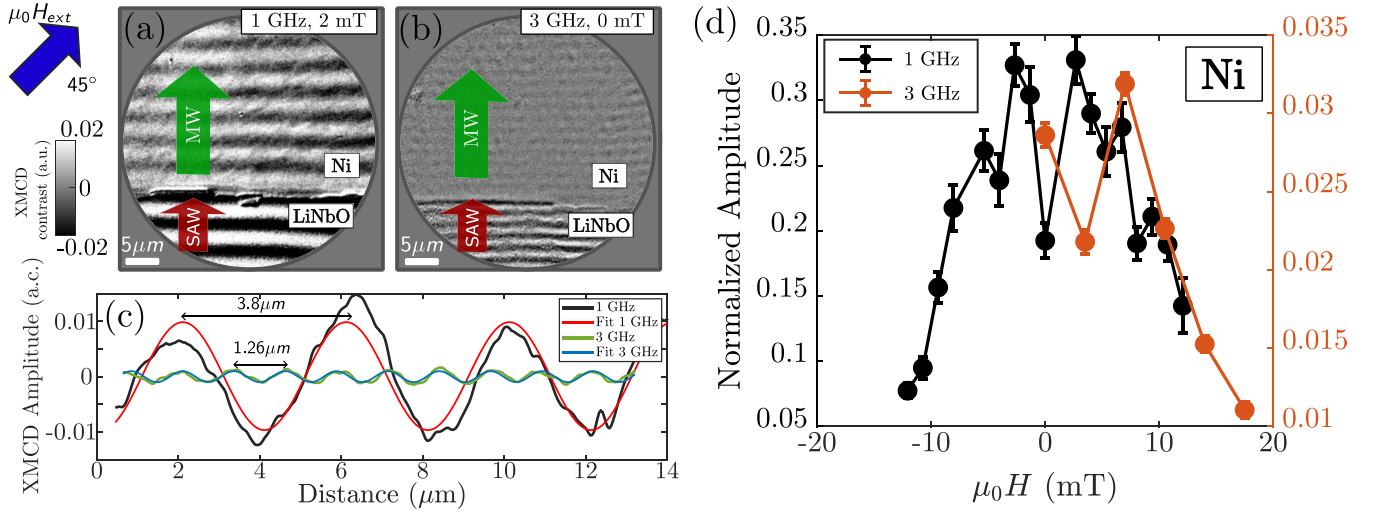 μ₀H_ext
45°
(a)
1 GHz, 2 mT
MW
Ni
LiNbO
SAW
5μm
0.02
0
-0.02
XMCD
contrast (a.u.)
(b)
3 GHz, 0 mT
MW
Ni
LiNbO
SAW
5μm
(c)
3.8μm
1.26μm
1 GHz
Fit 1 GHz
3 GHz
Fit 3 GHz
XMCD Amplitude (a.c.)
0.01
0
-0.01
0 2 4 6 8 10 12 14
Distance (μm)
(d)
1 GHz
3 GHz
Ni
Normalized Amplitude
0.35
0.3
0.25
0.2
0.15
0.1
0.05
-20 -10 0 10 20
μ₀H (mT)
0.035
0.03
0.025
0.02
0.015
0.01